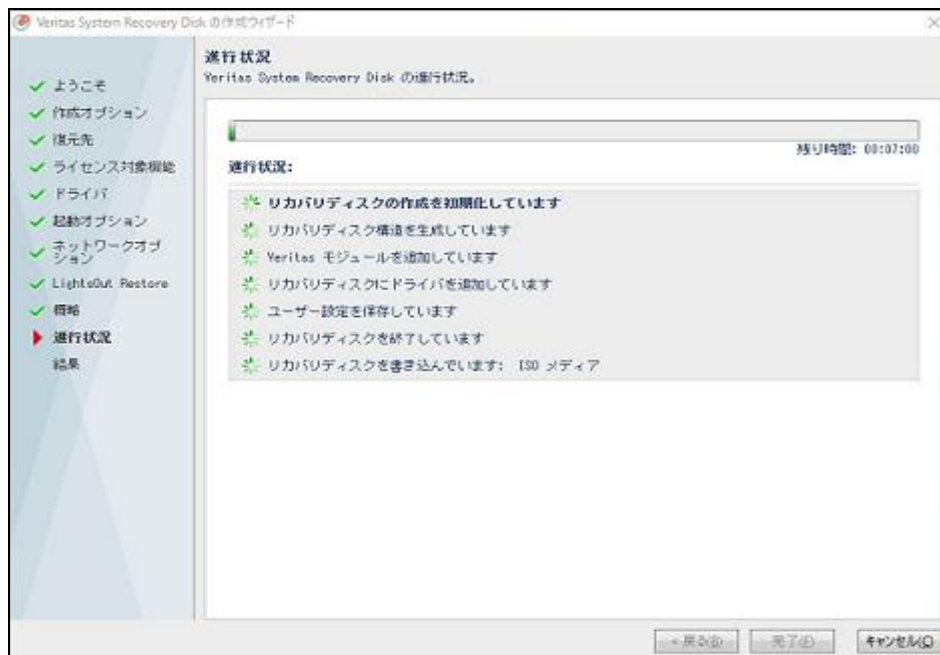 Veritas System Recovery Disk の作成ウィザード
ようこそ
作成オプション
復元先
ライセンス対象機能
ドライバ
起動オプション
ネットワークオプ
ション
LightsOut Restore
概略
進行状況
結果
進行状況
Veritas System Recovery Disk の進行状況。
残り時間: 00:07:00
進行状況:
リカバリディスクの作成を初期化しています
リカバリディスク構造を生成しています
Veritas モジュールを追加しています
リカバリディスクにドライバを追加しています
ユーザー設定を保存しています
リカバリディスクを終了しています
リカバリディスクを書き込んでいます: ISO メディア
< 戻る(B)
完了(F)
キャンセル(C)